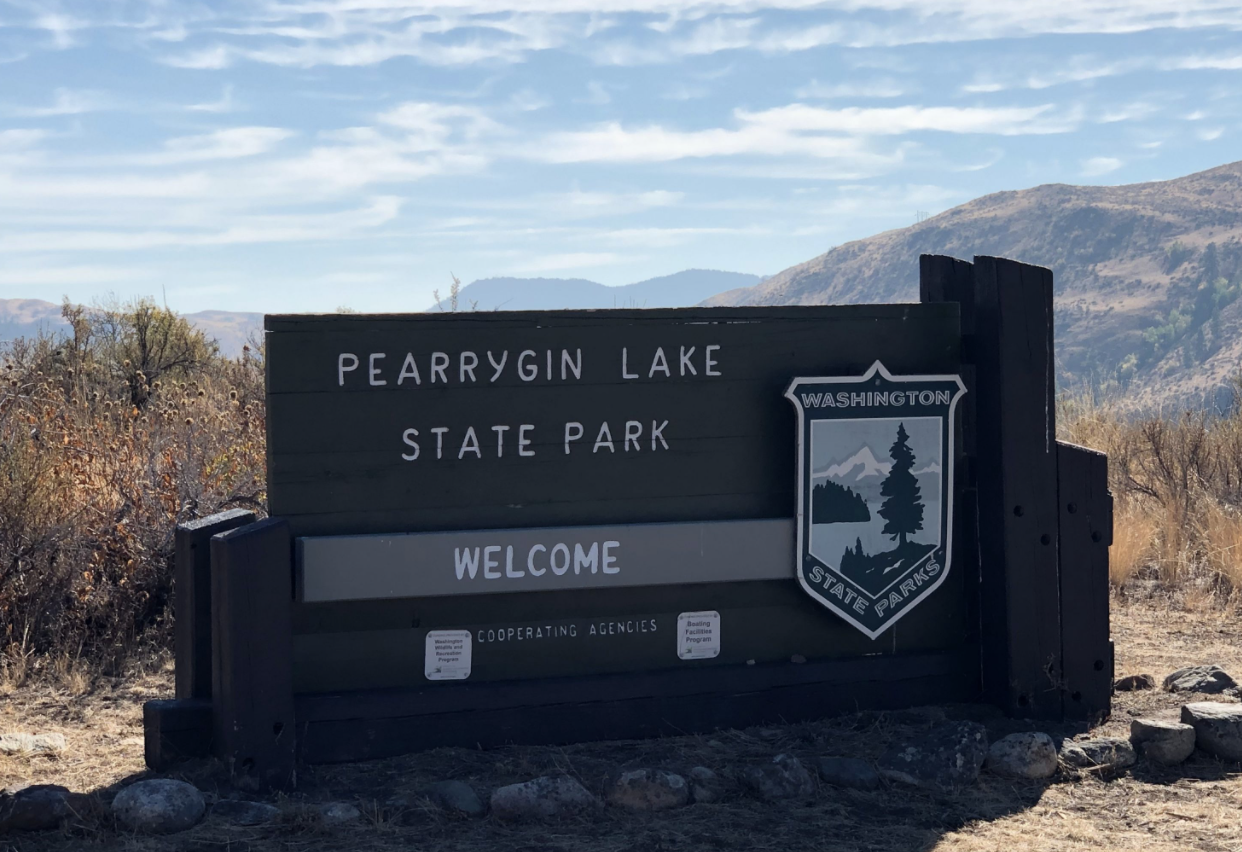 PEARRYGIN LAKE
STATE PARK
WASHINGTON
STATE PARKS
WELCOME
COOPERATING AGENCIES
Washington
Wildlife and
Recreation
Program
Boating
Facilities
Program